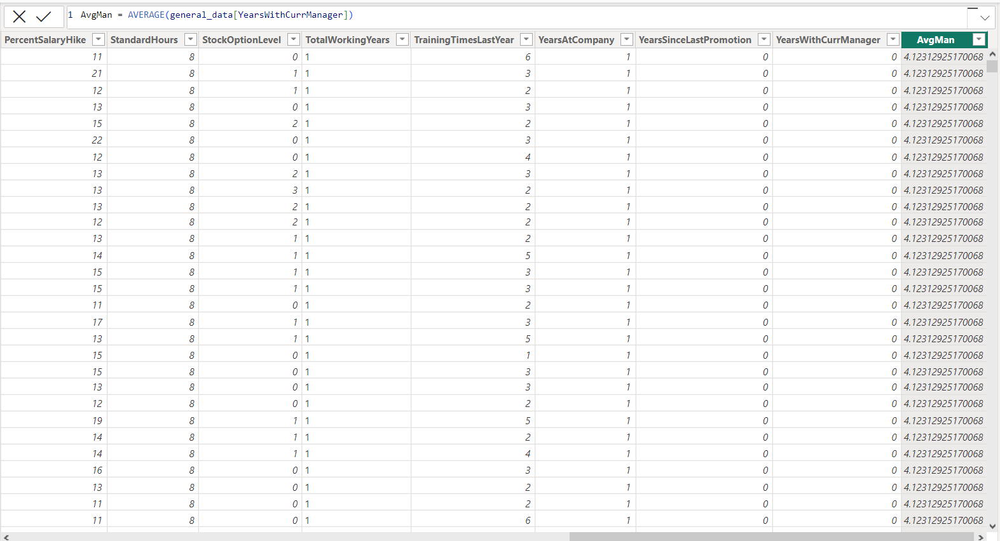 1 AvgMan = AVERAGE(general_data[YearsWithCurrManager])
PercentSalaryHike StandardHours StockOptionLevel TotalWorkingYears TrainingTimesLastYear YearsAtCompany YearsSinceLastPromotion YearsWithCurrManager AvgMan
11 8 0 1 6 1 0 0 4.12312925170068
21 8 1 1 3 1 0 0 4.12312925170068
12 8 1 1 2 1 0 0 4.12312925170068
13 8 0 1 3 1 0 0 4.12312925170068
15 8 2 1 2 1 0 0 4.12312925170068
22 8 0 1 3 1 0 0 4.12312925170068
12 8 0 1 4 1 0 0 4.12312925170068
13 8 2 1 3 1 0 0 4.12312925170068
13 8 3 1 2 1 0 0 4.12312925170068
13 8 2 1 2 1 0 0 4.12312925170068
12 8 2 1 2 1 0 0 4.12312925170068
13 8 1 1 2 1 0 0 4.12312925170068
14 8 1 1 5 1 0 0 4.12312925170068
15 8 1 1 3 1 0 0 4.12312925170068
15 8 1 1 3 1 0 0 4.12312925170068
11 8 0 1 2 1 0 0 4.12312925170068
17 8 1 1 3 1 0 0 4.12312925170068
13 8 1 1 5 1 0 0 4.12312925170068
15 8 0 1 1 1 0 0 4.12312925170068
15 8 0 1 3 1 0 0 4.12312925170068
13 8 0 1 3 1 0 0 4.12312925170068
12 8 0 1 2 1 0 0 4.12312925170068
19 8 1 1 5 1 0 0 4.12312925170068
14 8 1 1 2 1 0 0 4.12312925170068
14 8 1 1 4 1 0 0 4.12312925170068
16 8 0 1 3 1 0 0 4.12312925170068
13 8 0 1 2 1 0 0 4.12312925170068
11 8 0 1 2 1 0 0 4.12312925170068
11 8 0 1 6 1 0 0 4.12312925170068